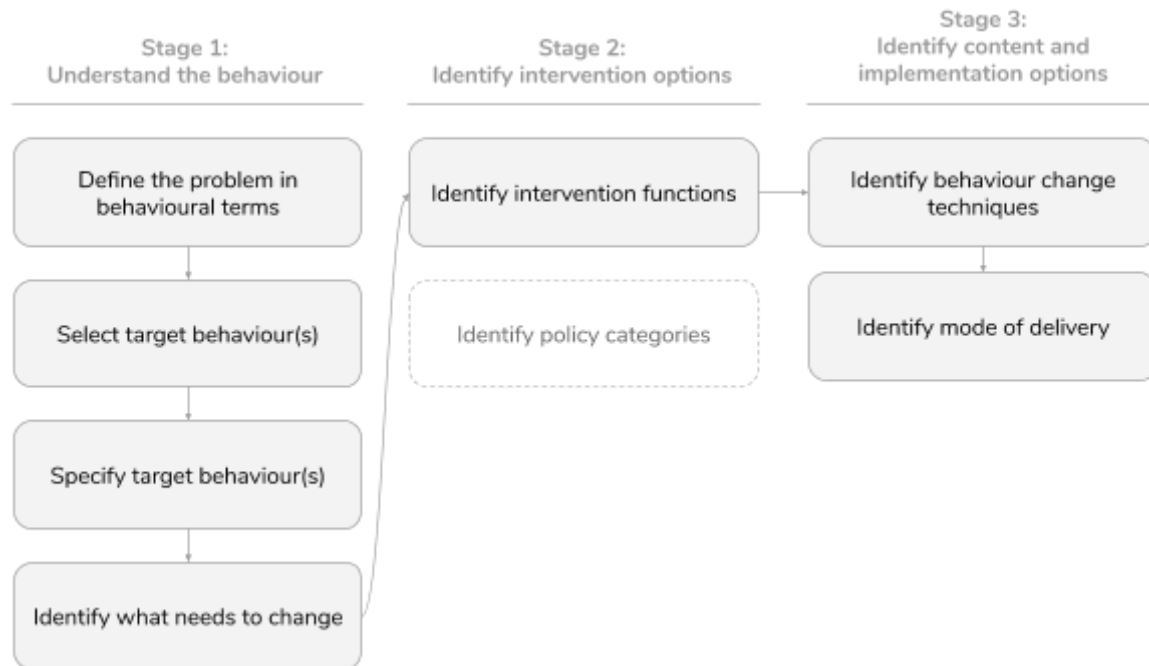 Stage 1:
Understand the behaviour
Stage 2:
Identify intervention options
Stage 3:
Identify content and
implementation options
Define the problem in
behavioural terms
Select target behaviour(s)
Specify target behaviour(s)
Identify what needs to change
Identify intervention functions
Identify policy categories
Identify behaviour change
techniques
Identify mode of delivery